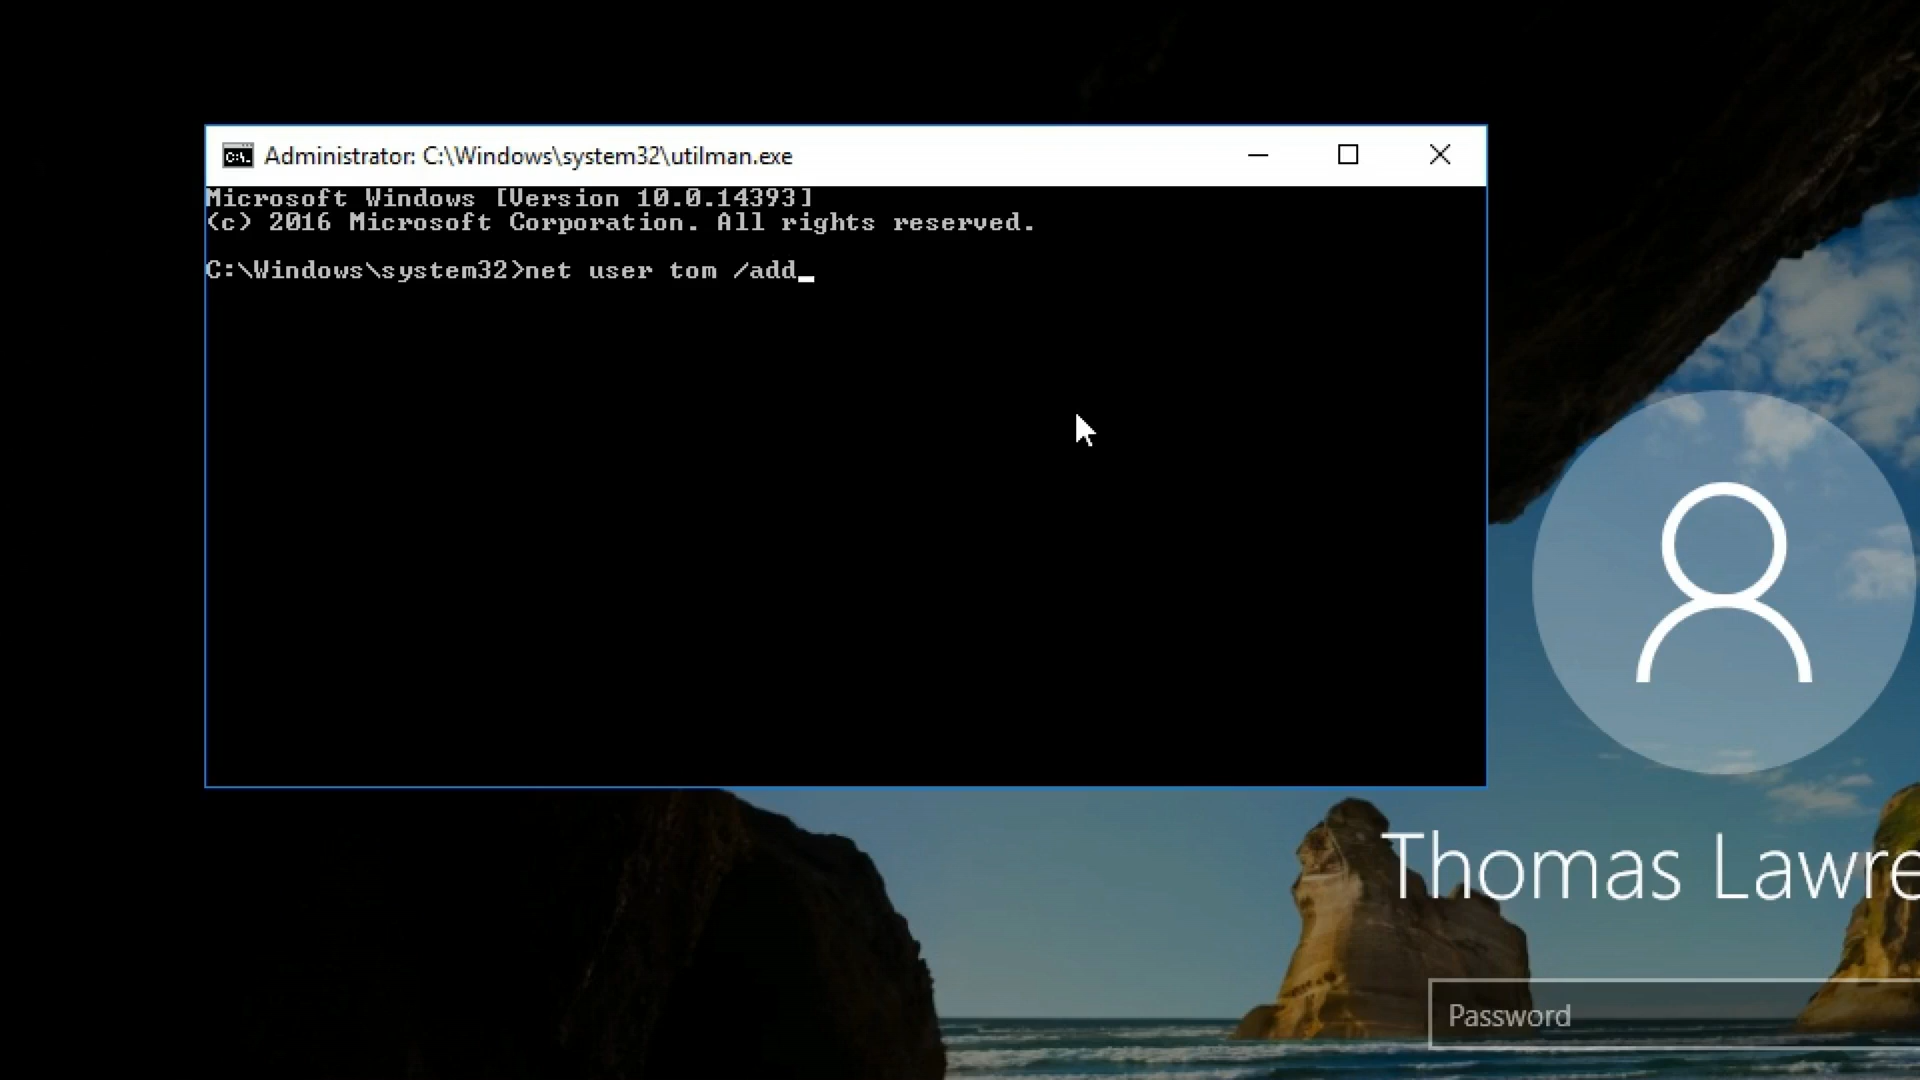 Administrator: C:\Windows\system32\utilman.exe
Microsoft Windows [Version 10.0.14393]
(c) 2016 Microsoft Corporation. All rights reserved.
C:\Windows\system32>net user tom /add
Thomas Lawre
Password